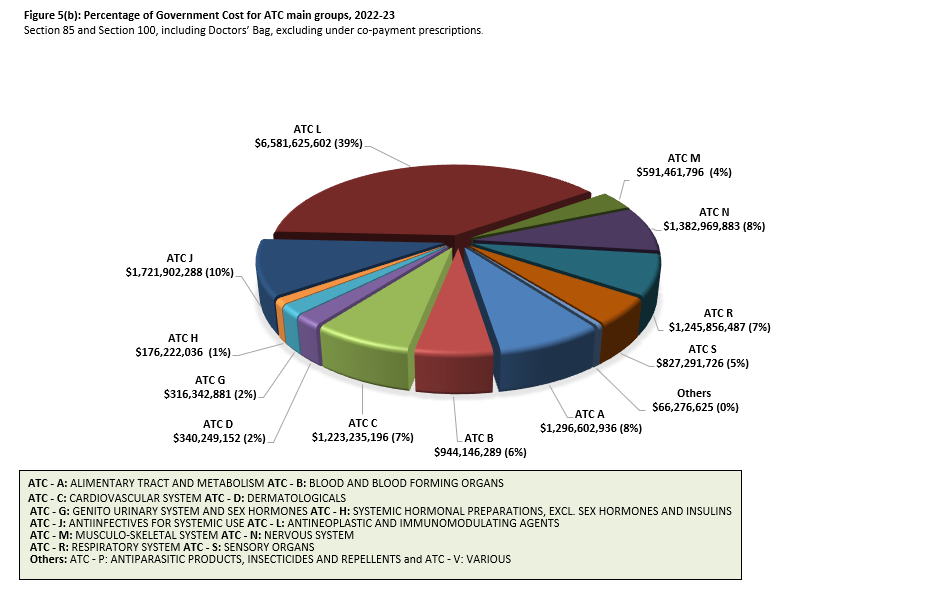 Figure 5(b): Percentage of Government Cost for ATC main groups, 2022-23
Section 85 and Section 100, including Doctors' Bag, excluding under co-payment prescriptions.
ATC L
$6,581,625,602 (39%)
ATC M
$591,461,796 (4%)
ATC N
$1,382,969,883 (8%)
ATC J
$1,721,902,288 (10%)
ATC R
$1,245,856,487 (7%)
ATC H
$176,222,036 (1%)
ATC S
$827,291,726 (5%)
ATC G
$316,342,881 (2%)
Others
$66,276,625 (0%)
ATC D
$340,249,152 (2%)
ATC C
$1,223,235,196 (7%)
ATC A
$1,296,602,936 (8%)
ATC B
$944,146,289 (6%)
ATC - A: ALIMENTARY TRACT AND METABOLISM ATC - B: BLOOD AND BLOOD FORMING ORGANS
ATC - C: CARDIOVASCULAR SYSTEM ATC - D: DERMATOLOGICALS
ATC - G: GENITO URINARY SYSTEM AND SEX HORMONES ATC - H: SYSTEMIC HORMONAL PREPARATIONS, EXCL. SEX HORMONES AND INSULINS
ATC - J: ANTIINFECTIVES FOR SYSTEMIC USE ATC - L: ANTINEOPLASTIC AND IMMUNOMODULATING AGENTS
ATC - M: MUSCULO-SKELETAL SYSTEM ATC - N: NERVOUS SYSTEM
ATC - R: RESPIRATORY SYSTEM ATC - S: SENSORY ORGANS
Others: ATC - P: ANTIPARASITIC PRODUCTS, INSECTICIDES AND REPELLENTS and ATC - V: VARIOUS